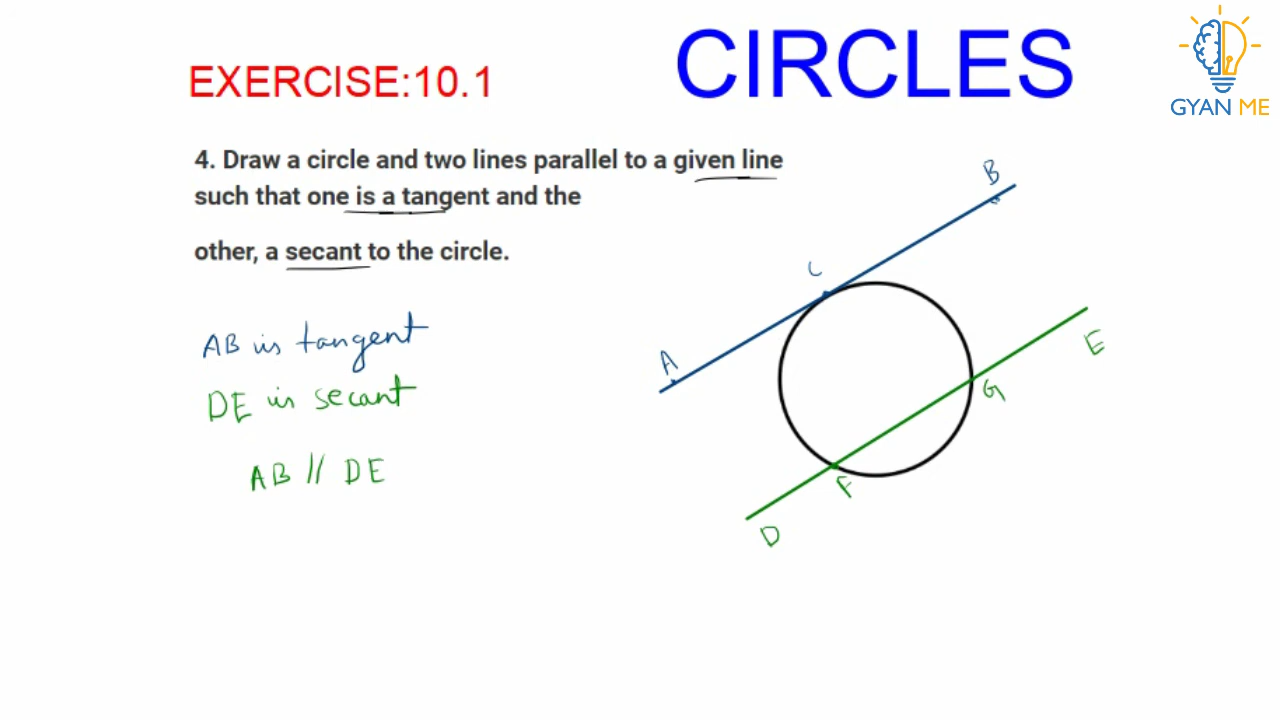 CIRCLES
EXERCISE:10.1
GYAN ME
4. Draw a circle and two lines parallel to a given line
such that one is a tangent and the
other, a secant to the circle.
AB is tangent
DE is secant
AB // DE
B
C
A
E
G
F
D